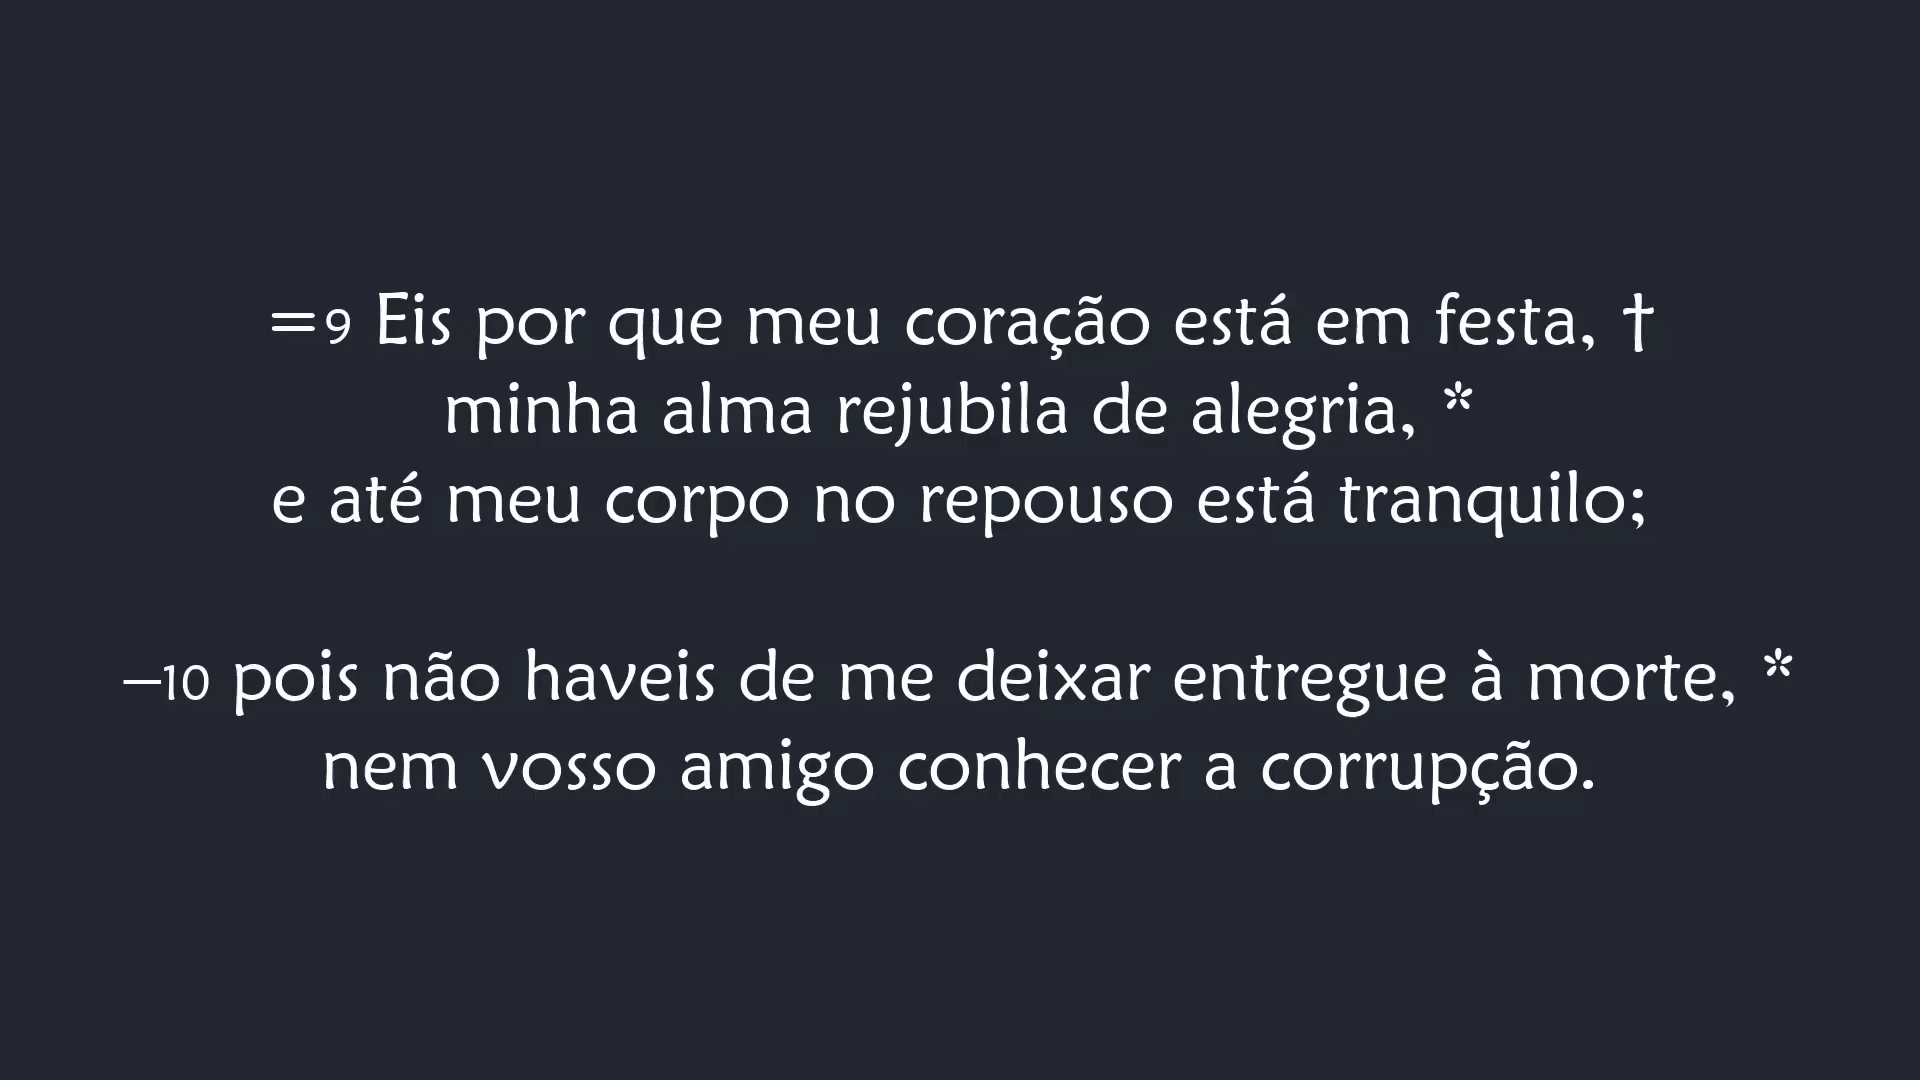 =9 Eis por que meu coração está em festa, †
minha alma rejubila de alegria, *
e até meu corpo no repouso está tranquilo;
–10 pois não haveis de me deixar entregue à morte, *
nem vosso amigo conhecer a corrupção.